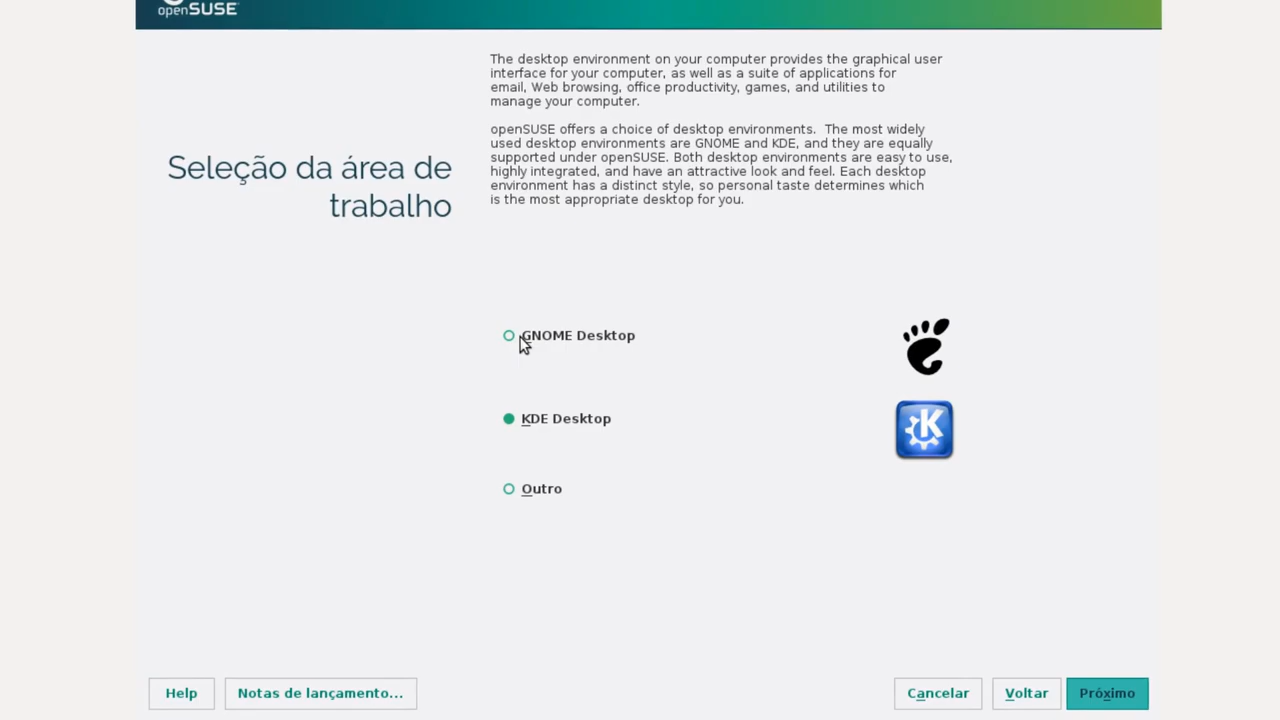 openSUSE
The desktop environment on your computer provides the graphical user
interface for your computer, as well as a suite of applications for
email, Web browsing, office productivity, games, and utilities to
manage your computer.
openSUSE offers a choice of desktop environments.  The most widely
used desktop environments are GNOME and KDE, and they are equally
supported under openSUSE. Both desktop environments are easy to use,
highly integrated, and have an attractive look and feel. Each desktop
environment has a distinct style, so personal taste determines which
is the most appropriate desktop for you.
Seleção da área de
trabalho
GNOME Desktop
KDE Desktop
K
Outro
Help
Notas de lançamento...
Cancelar
Voltar
Próximo